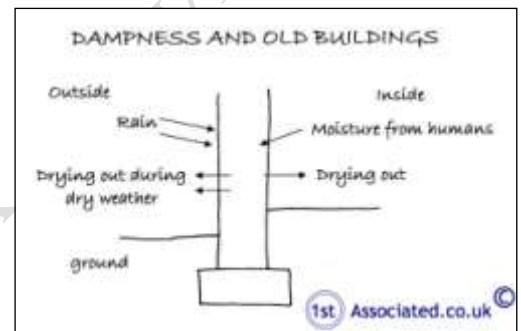 DAMPNESS AND OLD BUILDINGS
Outside
Inside
Rain
Moisture from humans
Drying out during
dry weather
Drying out
ground
1st Associated.co.uk ©